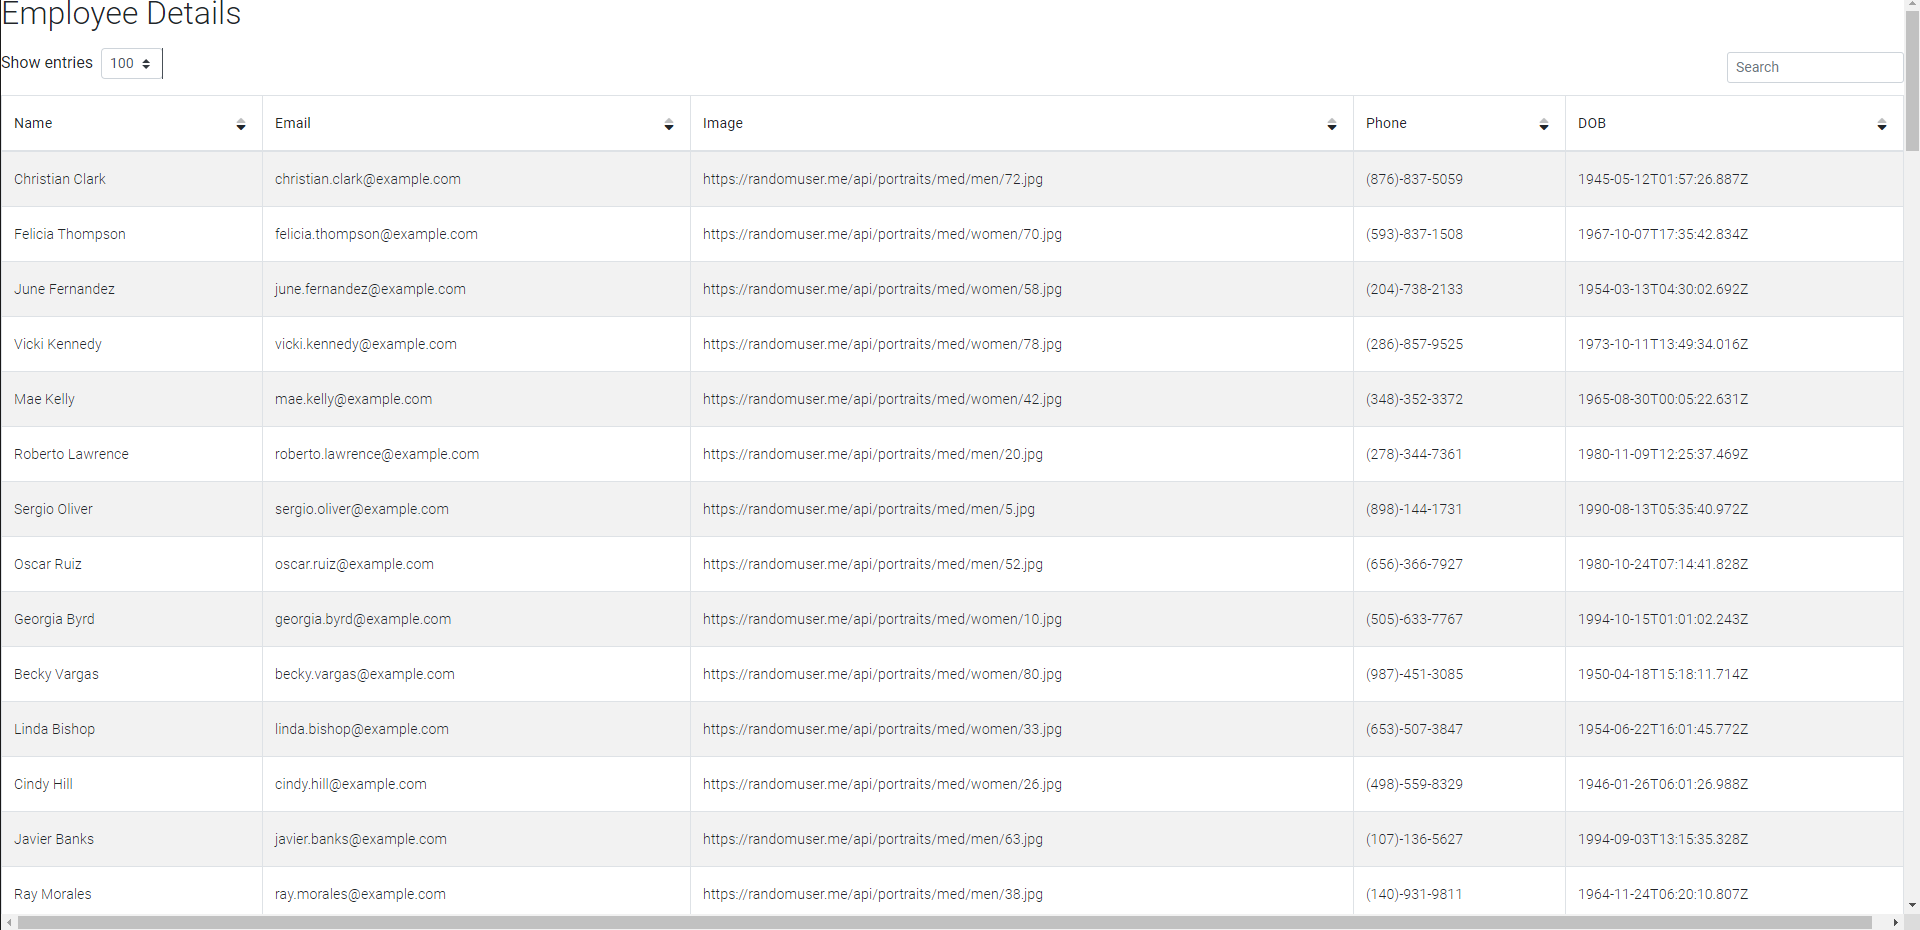 Employee Details
Show entries 100
Search
Name Email Image Phone DOB
Christian Clark christian.clark@example.com https://randomuser.me/api/portraits/med/men/72.jpg (876)-837-5059 1945-05-12T01:57:26.887Z
Felicia Thompson felicia.thompson@example.com https://randomuser.me/api/portraits/med/women/70.jpg (593)-837-1508 1967-10-07T17:35:42.834Z
June Fernandez june.fernandez@example.com https://randomuser.me/api/portraits/med/women/58.jpg (204)-738-2133 1954-03-13T04:30:02.692Z
Vicki Kennedy vicki.kennedy@example.com https://randomuser.me/api/portraits/med/women/78.jpg (286)-857-9525 1973-10-11T13:49:34.016Z
Mae Kelly mae.kelly@example.com https://randomuser.me/api/portraits/med/women/42.jpg (348)-352-3372 1965-08-30T00:05:22.631Z
Roberto Lawrence roberto.lawrence@example.com https://randomuser.me/api/portraits/med/men/20.jpg (278)-344-7361 1980-11-09T12:25:37.469Z
Sergio Oliver sergio.oliver@example.com https://randomuser.me/api/portraits/med/men/5.jpg (898)-144-1731 1990-08-13T05:35:40.972Z
Oscar Ruiz oscar.ruiz@example.com https://randomuser.me/api/portraits/med/men/52.jpg (656)-366-7927 1980-10-24T07:14:41.828Z
Georgia Byrd georgia.byrd@example.com https://randomuser.me/api/portraits/med/women/10.jpg (505)-633-7767 1994-10-15T01:01:02.243Z
Becky Vargas becky.vargas@example.com https://randomuser.me/api/portraits/med/women/80.jpg (987)-451-3085 1950-04-18T15:18:11.714Z
Linda Bishop linda.bishop@example.com https://randomuser.me/api/portraits/med/women/33.jpg (653)-507-3847 1954-06-22T16:01:45.772Z
Cindy Hill cindy.hill@example.com https://randomuser.me/api/portraits/med/women/26.jpg (498)-559-8329 1946-01-26T06:01:26.988Z
Javier Banks javier.banks@example.com https://randomuser.me/api/portraits/med/men/63.jpg (107)-136-5627 1994-09-03T13:15:35.328Z
Ray Morales ray.morales@example.com https://randomuser.me/api/portraits/med/men/38.jpg (140)-931-9811 1964-11-24T06:20:10.807Z